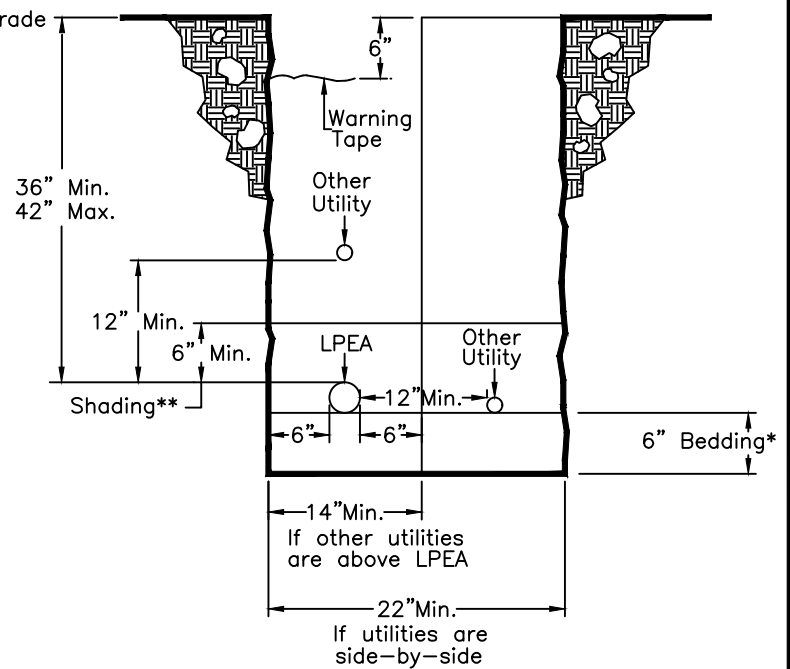 rade
6”
Warning
Tape
36” Min.
42” Max.
Other
Utility
12” Min.
6” Min.
LPEA
Other
Utility
12”Min.
Shading**
6”
6”
6” Bedding*
14”Min.
If other utilities
are above LPEA
22”Min.
If utilities are
side–by–side